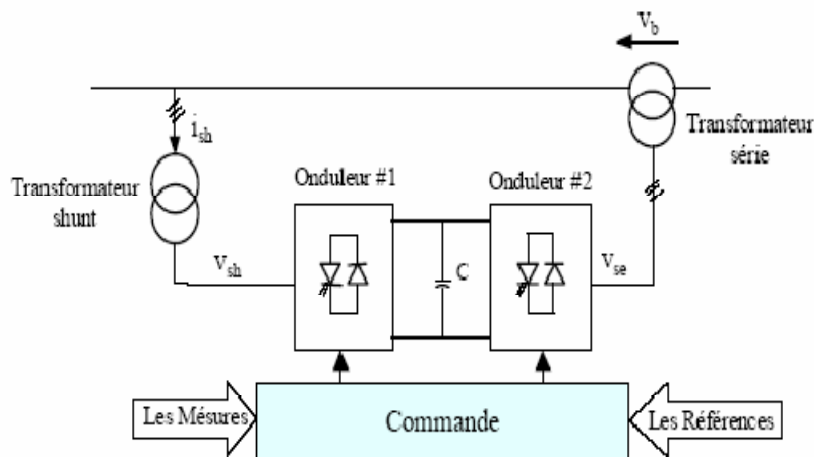 V_b
i_sh
Transformateur
série
Transformateur
shunt
Onduleur #1
Onduleur #2
V_sh
C
V_se
Les Mésures
Commande
Les Références